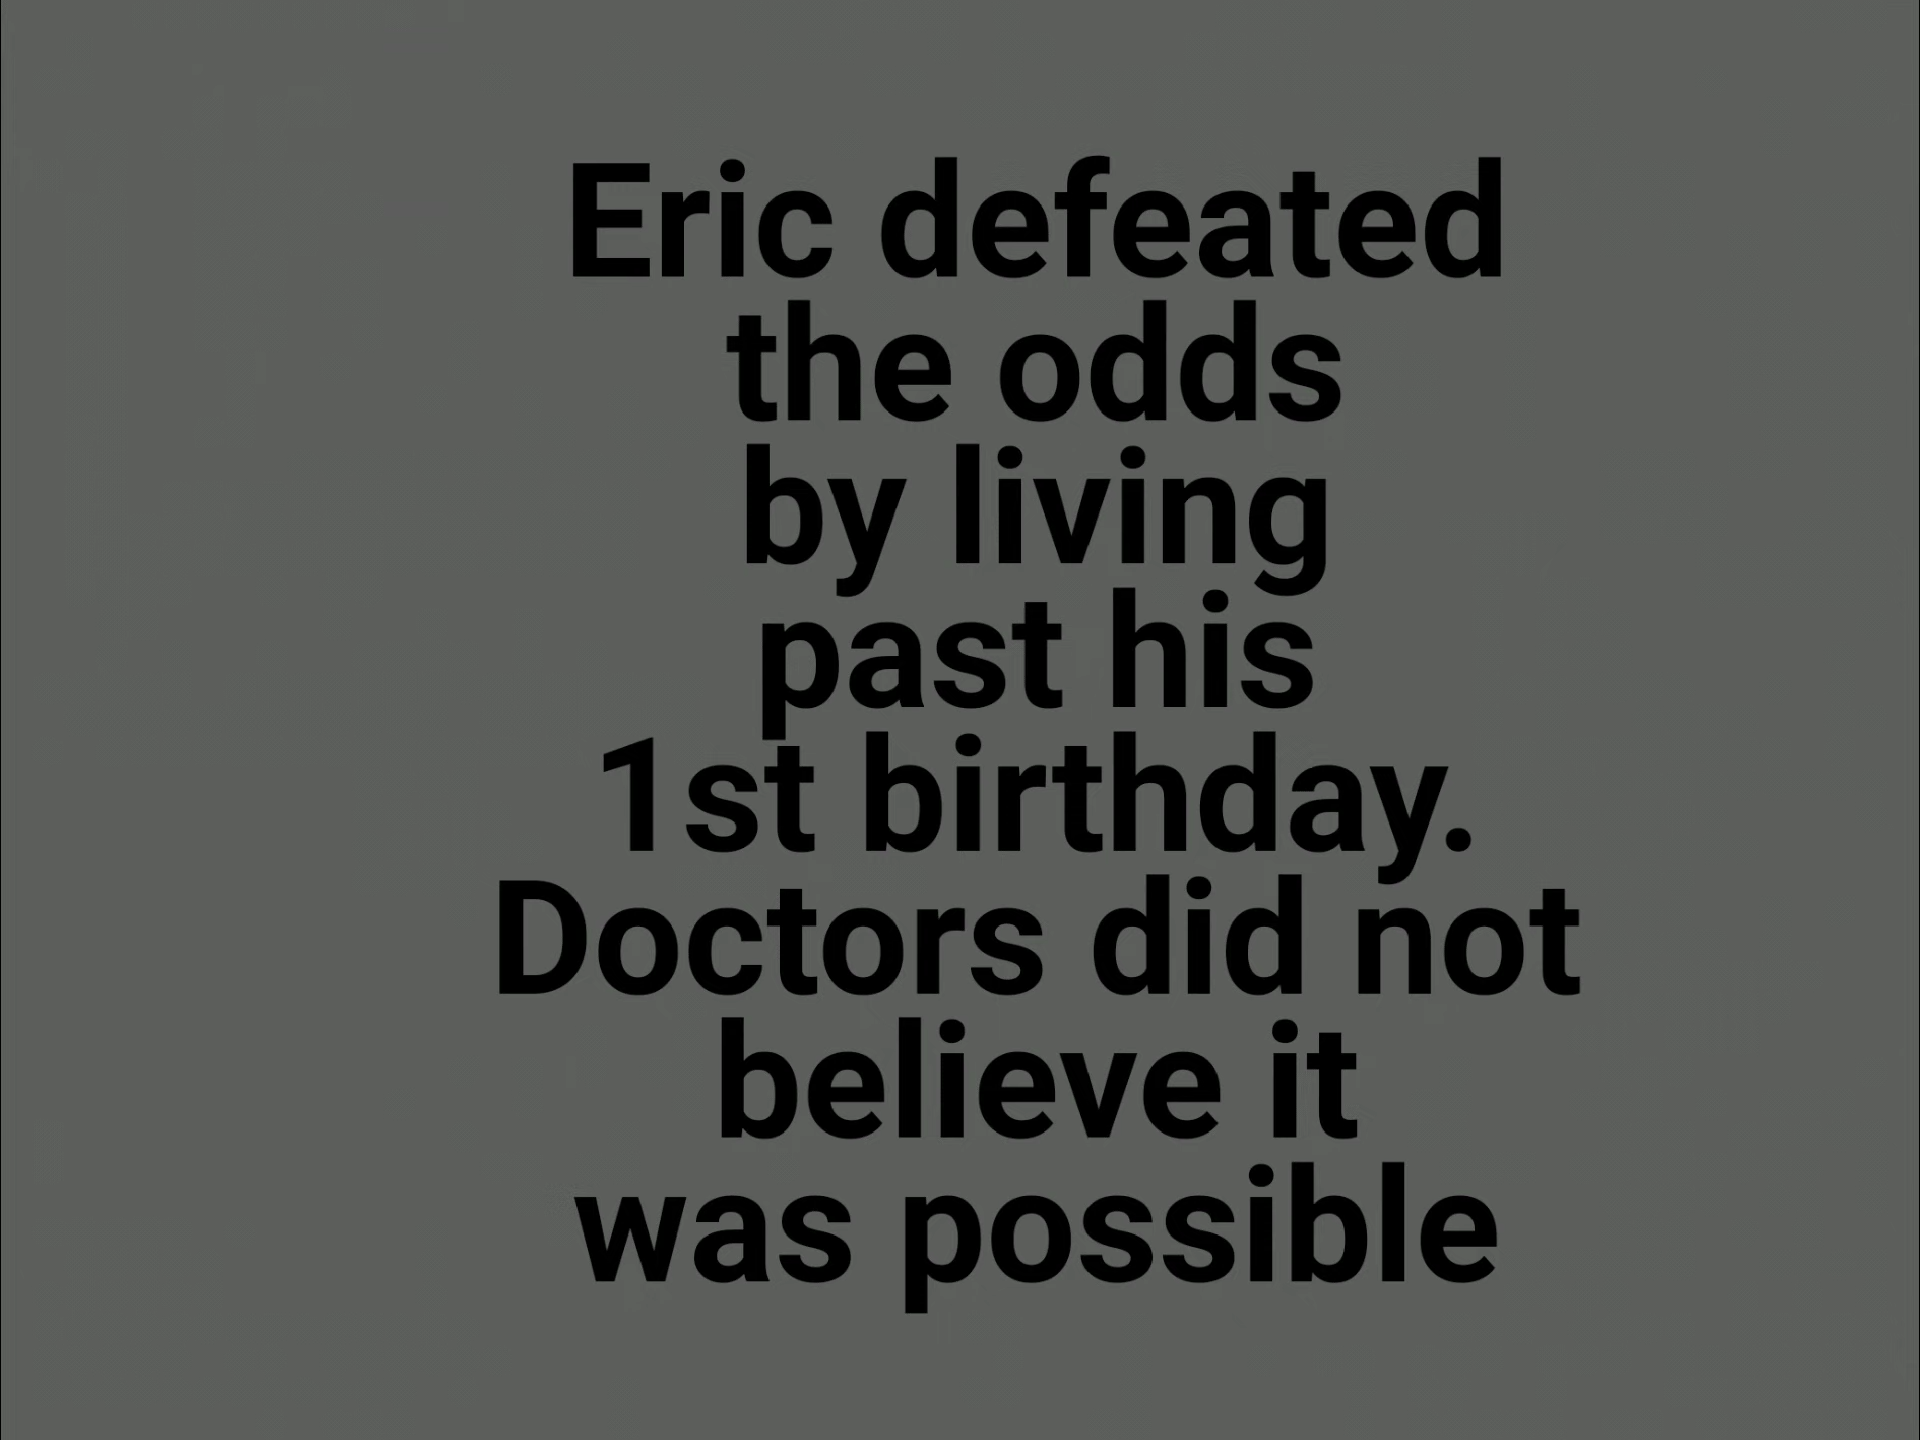 Eric defeated
the odds
by living
past his
1st birthday.
Doctors did not
believe it
was possible